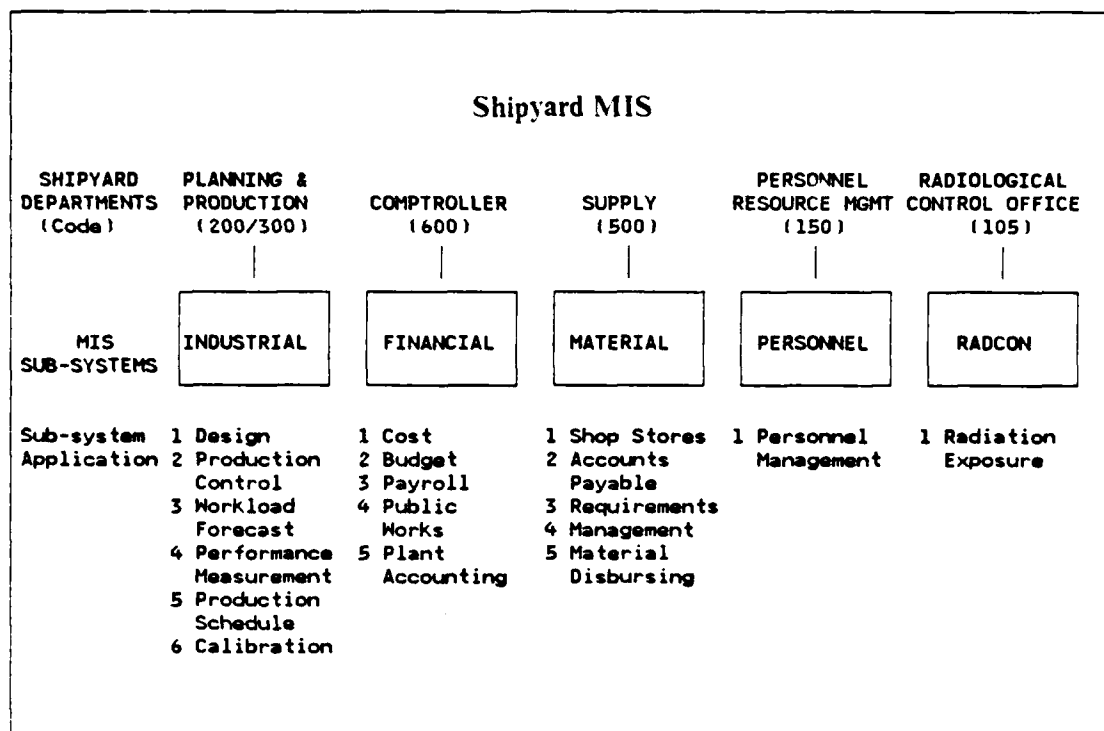 Shipyard MIS
SHIPYARD PLANNING & PERSONNEL RADIOLOGICAL
DEPARTMENTS PRODUCTION COMPTROLLER SUPPLY RESOURCE MGMT CONTROL OFFICE
(Code) (200/300) (600) (500) (150) (105)
MIS INDUSTRIAL FINANCIAL MATERIAL PERSONNEL RADCON
SUB-SYSTEMS
Sub-system 1 Design 1 Cost 1 Shop Stores 1 Personnel 1 Radiation
Application 2 Production 2 Budget 2 Accounts Management Exposure
Control 3 Payroll Payable
3 Workload 4 Public 3 Requirements
Forecast Works 4 Management
4 Performance 5 Plant 5 Material
Measurement Accounting Disbursing
5 Production
Schedule
6 Calibration